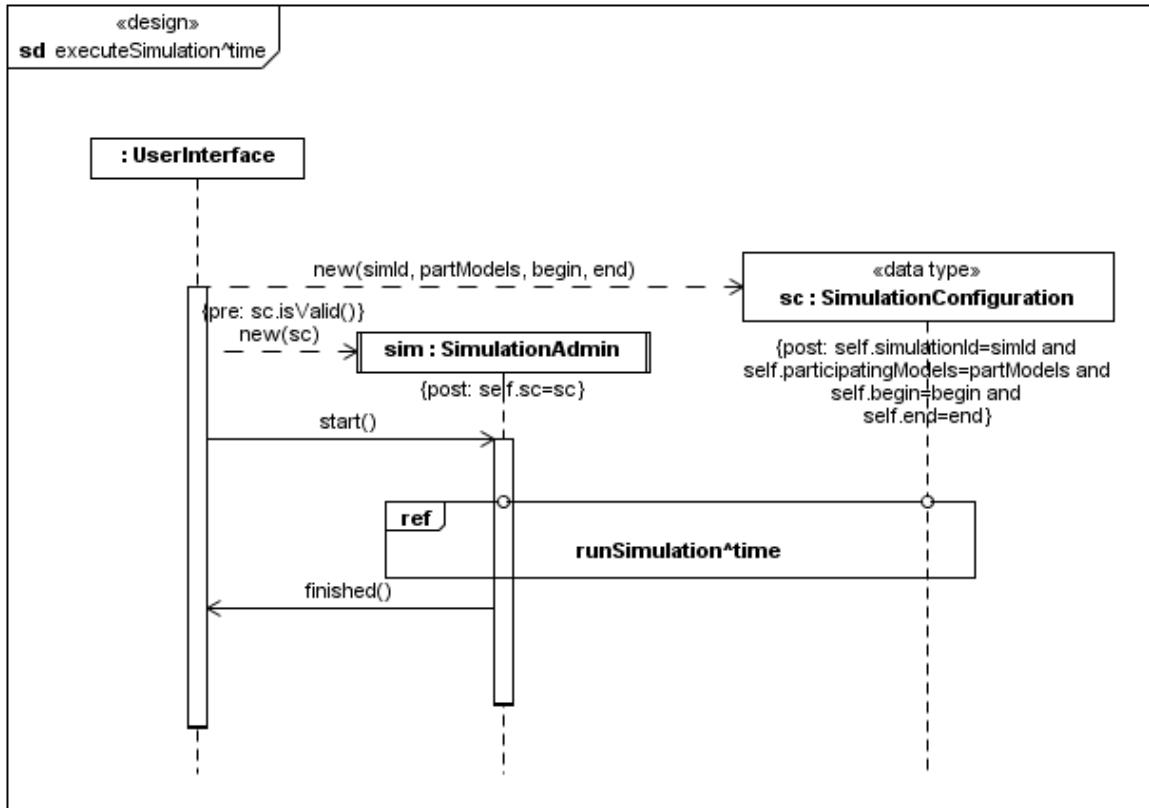 «design»
sd executeSimulation^time
: UserInterface
new(simId, partModels, begin, end)
«data type»
sc : SimulationConfiguration
{pre: sc.isValid()}
new(sc)
sim : SimulationAdmin
{post: self.simulationId=simId and
self.participatingModels=partModels and
self.begin=begin and
self.end=end}
{post: self.sc=sc}
start()
ref
runSimulation^time
finished()